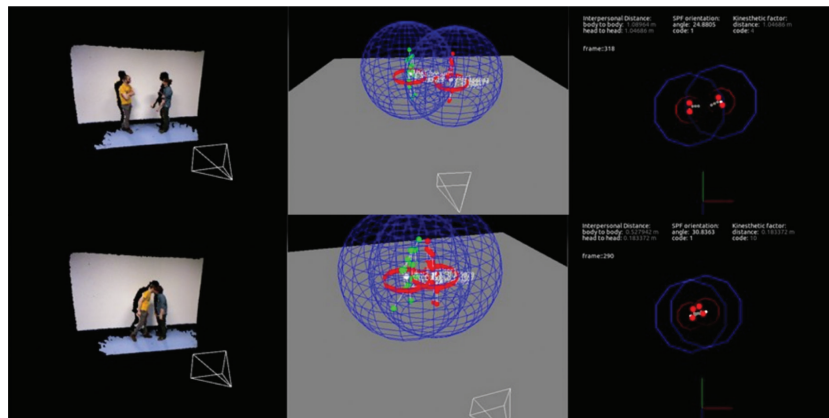 Interpersonal Distance: SPF orientation: Kinesthetic factor:
body to body: 1.08964 m angle: 24.8805 distance: 1.04686 m
head to head: 1.04686 m code: 1 code: 4
frame:318
Interpersonal Distance: SPF orientation: Kinesthetic factor:
body to body: 0.527942 m angle: 30.8363 distance: 0.183372 m
head to head: 0.183372 m code: 1 code: 10
frame:290